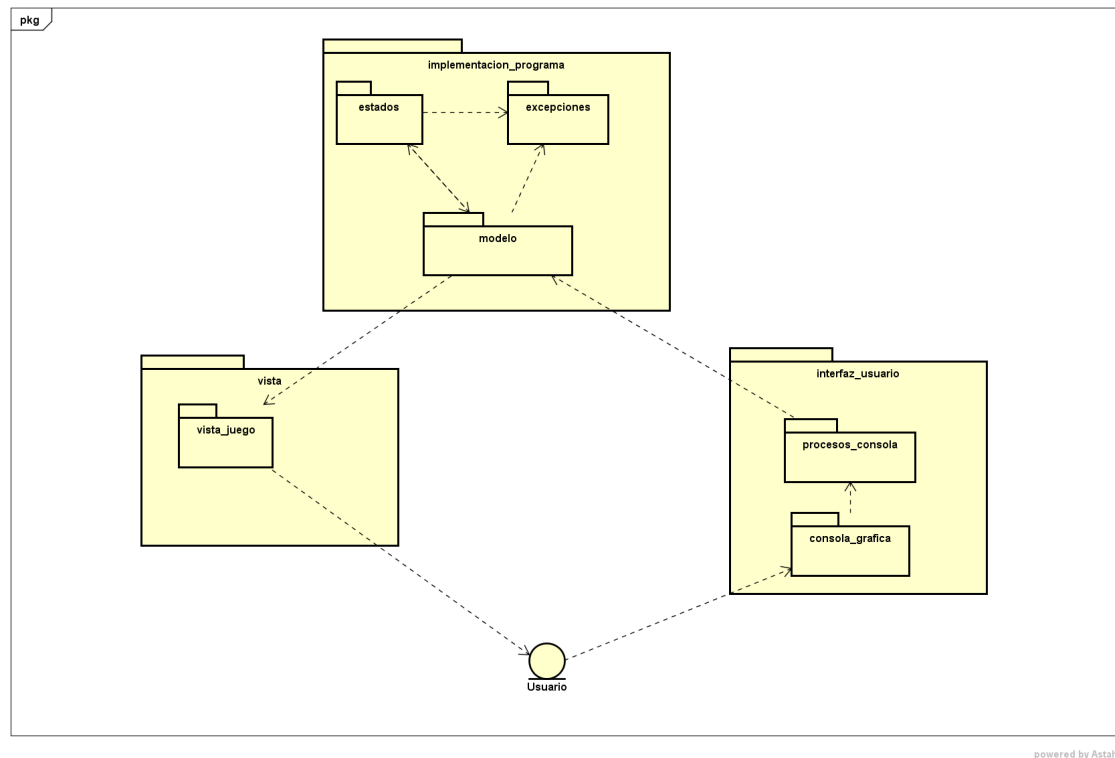 pkg
implementacion_programa
estados
excepciones
modelo
vista
vista_juego
interfaz_usuario
procesos_consola
consola_grafica
Usuario
powered by Astah